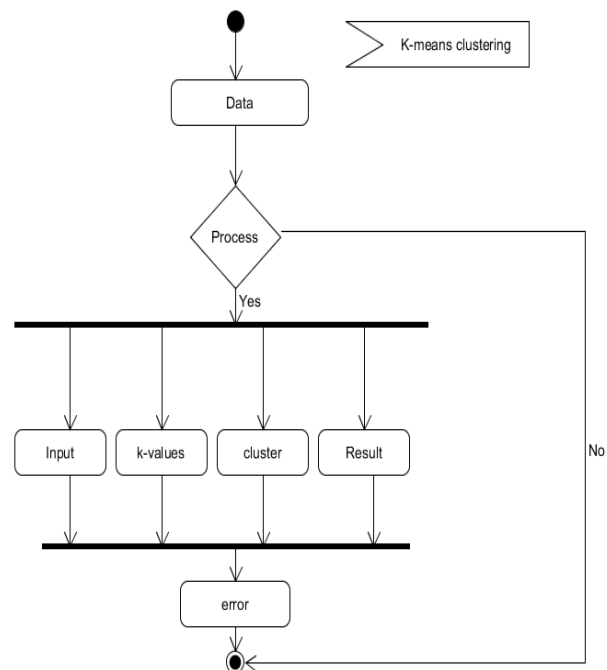 K-means clustering
Data
Process
Yes
Input
k-values
cluster
Result
No
error